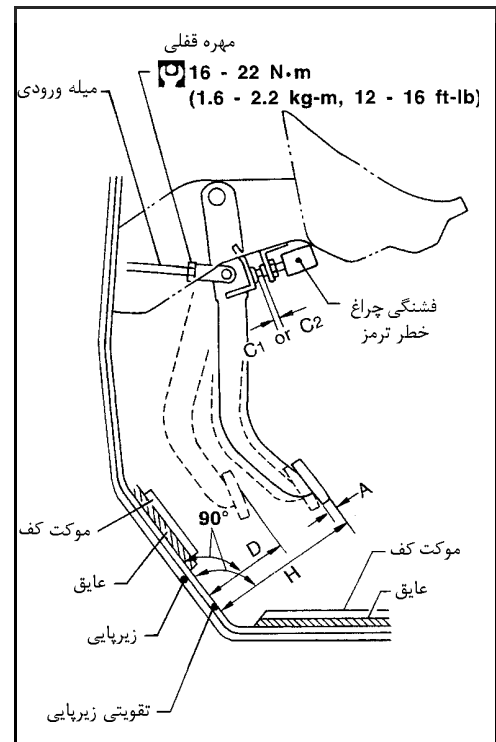 مهره قفلی
16 - 22 N•m
(1.6 - 2.2 kg-m, 12 - 16 ft-lb)
میله ورودی
فشنگی چراغ
خطر ترمز
C1 or C2
A
90°
D
H
موکت کف
عایق
زیرپایی
تقویتی زیرپایی
موکت کف
عایق